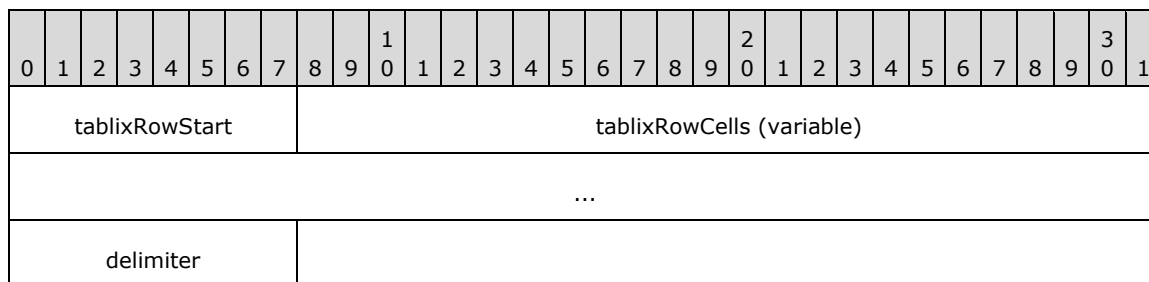 1 2 3
0 1 2 3 4 5 6 7 8 9 0 1 2 3 4 5 6 7 8 9 0 1 2 3 4 5 6 7 8 9 0 1
tablixRowStart tablixRowCells (variable)
...
delimiter